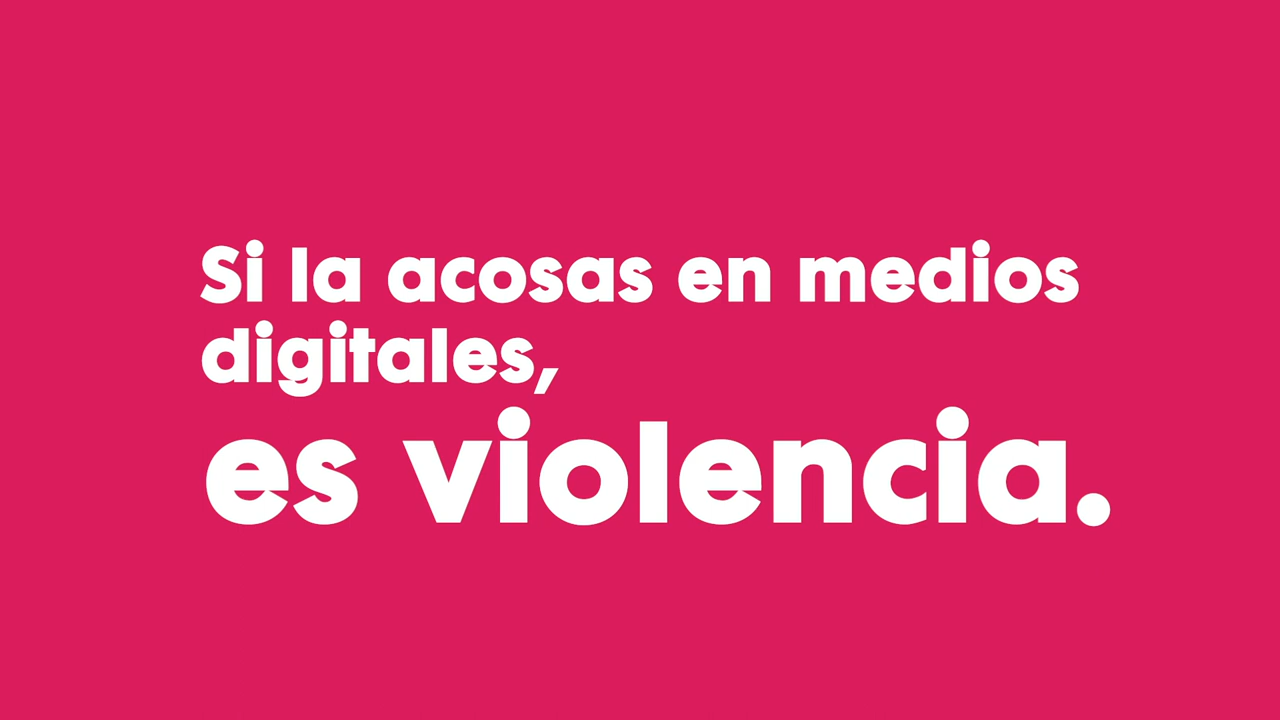 Si la acosas en medios
digitales,
es violencia.